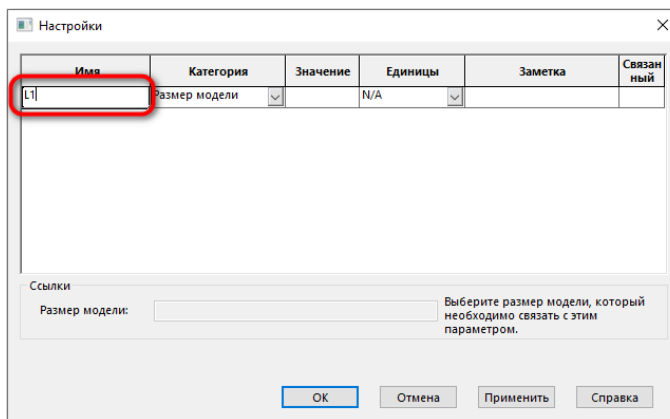 Настройки
Имя Категория Значение Единицы Заметка Связан
ный
L1 Размер модели N/A
Ссылки
Размер модели:
Выберите размер модели, который
необходимо связать с этим
параметром.
OK Отмена Применить Справка